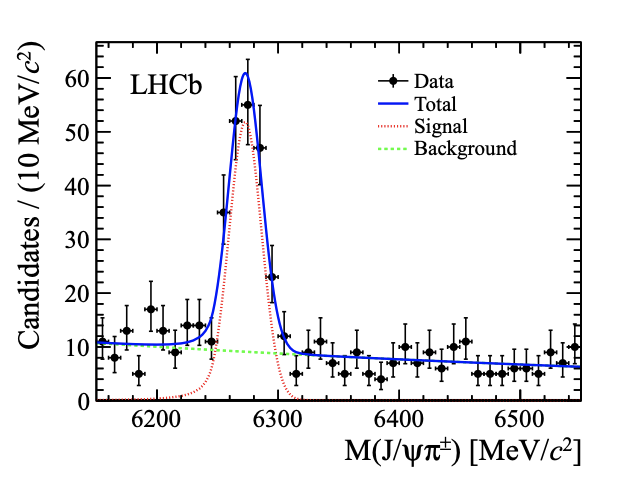 Candidates / (10 MeV/c²)
60
50
40
30
20
10
0
LHCb
Data
Total
Signal
Background
6200 6300 6400 6500
M(J/ψπ±) [MeV/c²]